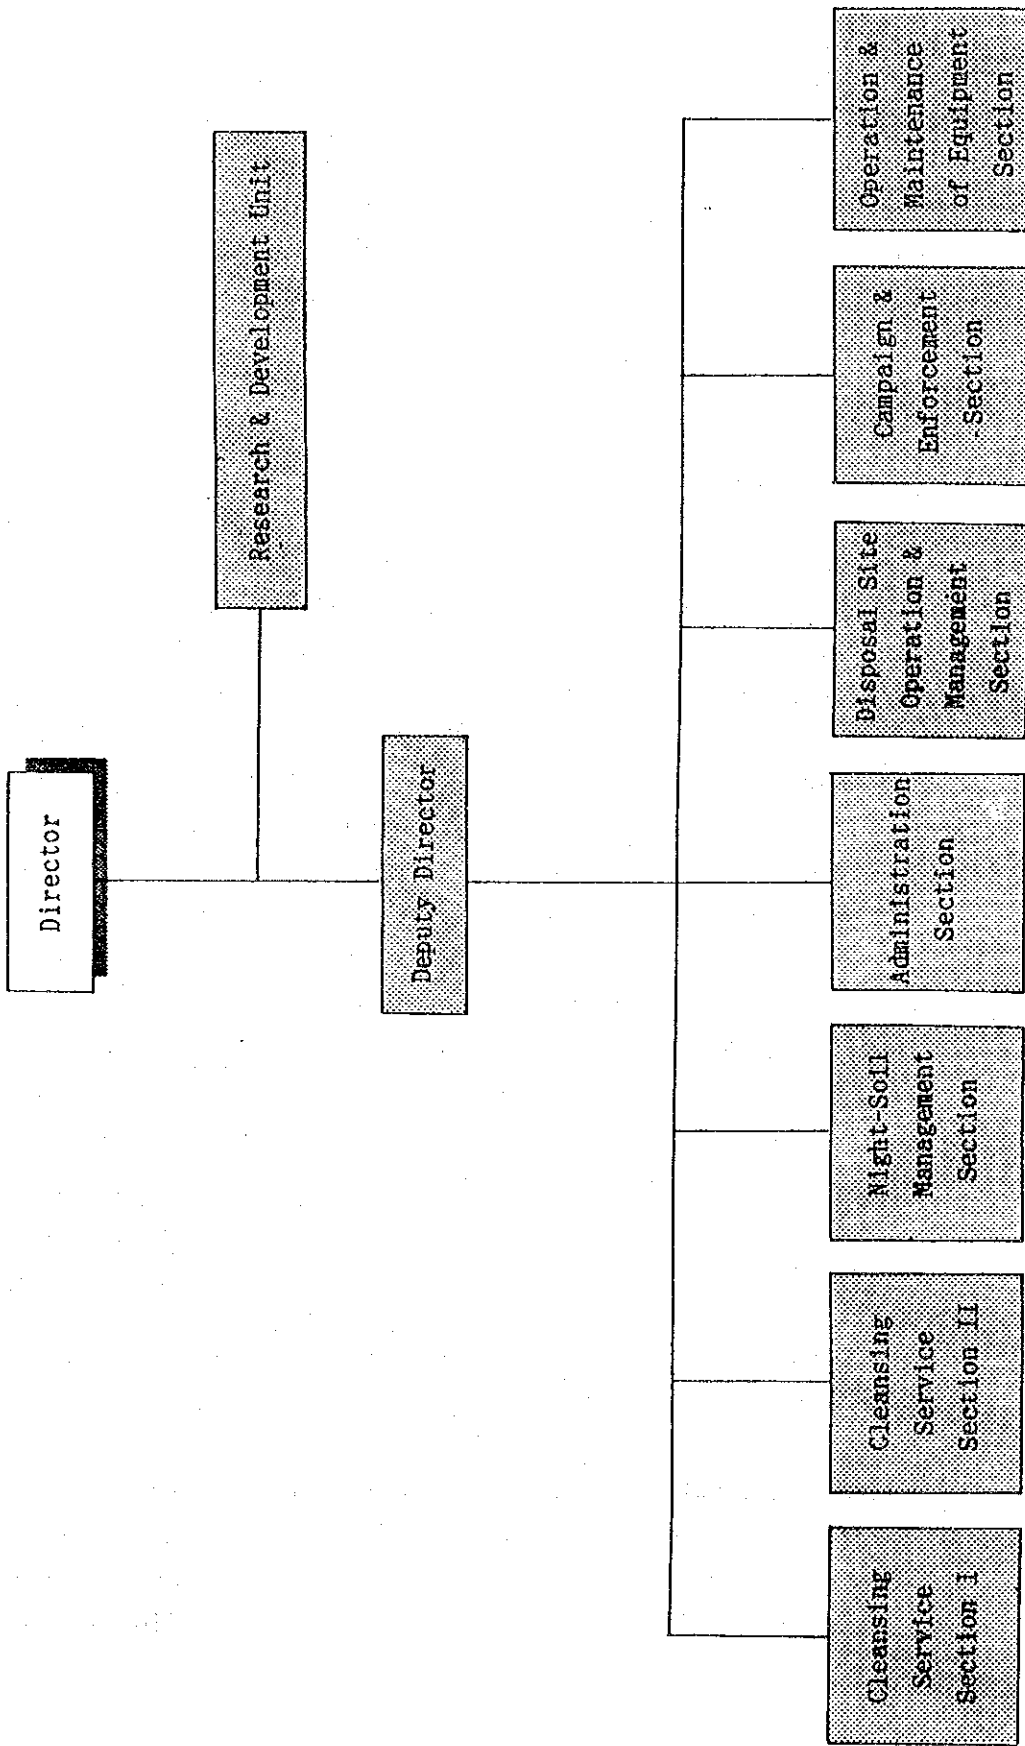 Director
Research & Development Unit
Deputy Director
Cleansing
Service
Section I
Cleansing
Service
Section II
Night-Soil
Management
Section
Administration
Section
Disposal Site
Operation &
Management
Section
Campaign &
Enforcement
Section
Operation &
Maintenance
of Equipment
Section